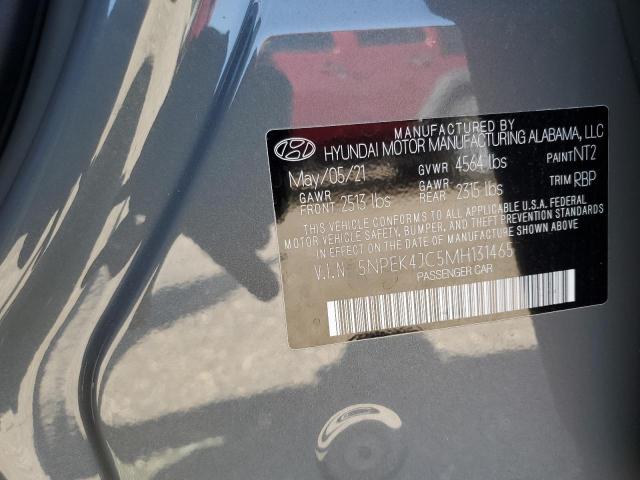 MANUFACTURED BY
HYUNDAI MOTOR MANUFACTURING ALABAMA, LLC
May/05/21 GVWR 4564 lbs PAINT NT2
GAWR FRONT 2513 lbs GAWR REAR 2315 lbs TRIM RBP
THIS VEHICLE CONFORMS TO ALL APPLICABLE U.S.A. FEDERAL
MOTOR VEHICLE SAFETY, BUMPER, AND THEFT PREVENTION STANDARDS
IN EFFECT ON THE DATE OF MANUFACTURE SHOWN ABOVE.
V.I.N 5NPEK4JC5MH131465
PASSENGER CAR